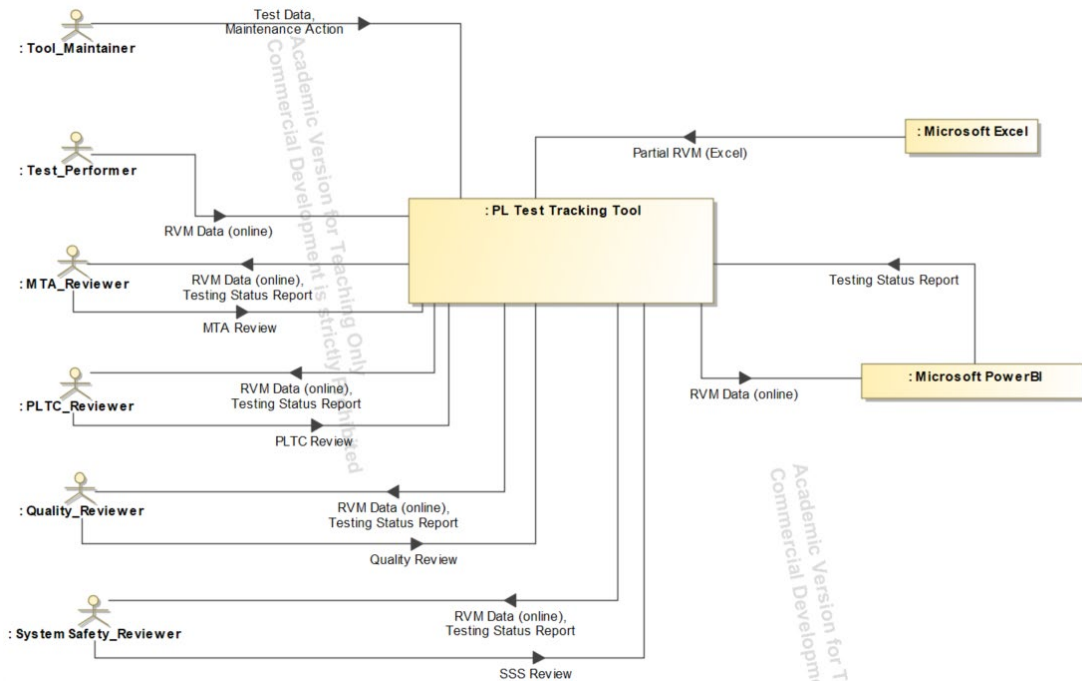 Test Data,
Maintenance Action
: Tool_Maintainer
: Microsoft Excel
Partial RVM (Excel)
: Test_Performer
: PL Test Tracking Tool
RVM Data (online)
: MTA_Reviewer
RVM Data (online),
Testing Status Report
Testing Status Report
MTA Review
: Microsoft PowerBI
RVM Data (online)
RVM Data (online),
Testing Status Report
: PLTC_Reviewer
PLTC Review
RVM Data (online),
Testing Status Report
: Quality_Reviewer
Quality Review
RVM Data (online),
Testing Status Report
: System Safety_Reviewer
SSS Review
Academic Version for Teaching Only
Commercial Development is strictly Prohibited
Academic Version for T
Commercial Developme